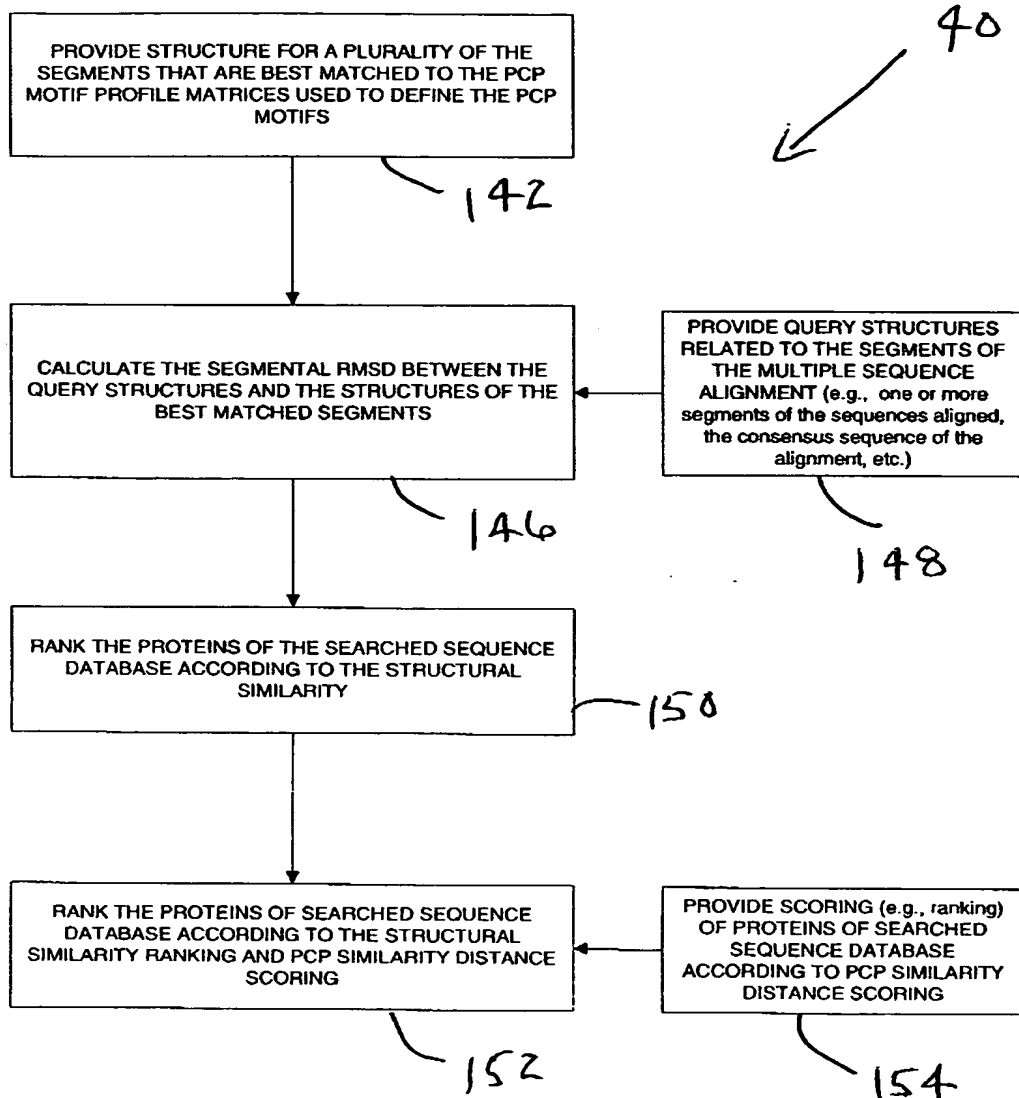 40
PROVIDE STRUCTURE FOR A PLURALITY OF THE
SEGMENTS THAT ARE BEST MATCHED TO THE PCP
MOTIF PROFILE MATRICES USED TO DEFINE THE PCP
MOTIFS
142
CALCULATE THE SEGMENTAL RMSD BETWEEN THE
QUERY STRUCTURES AND THE STRUCTURES OF THE
BEST MATCHED SEGMENTS
146
PROVIDE QUERY STRUCTURES
RELATED TO THE SEGMENTS OF
THE MULTIPLE SEQUENCE
ALIGNMENT (e.g., one or more
segments of the sequences aligned,
the consensus sequence of the
alignment, etc.)
148
RANK THE PROTEINS OF THE SEARCHED SEQUENCE
DATABASE ACCORDING TO THE STRUCTURAL
SIMILARITY
150
RANK THE PROTEINS OF SEARCHED SEQUENCE
DATABASE ACCORDING TO THE STRUCTURAL
SIMILARITY RANKING AND PCP SIMILARITY DISTANCE
SCORING
152
PROVIDE SCORING (e.g., ranking)
OF PROTEINS OF SEARCHED
SEQUENCE DATABASE
ACCORDING TO PCP SIMILARITY
DISTANCE SCORING
154